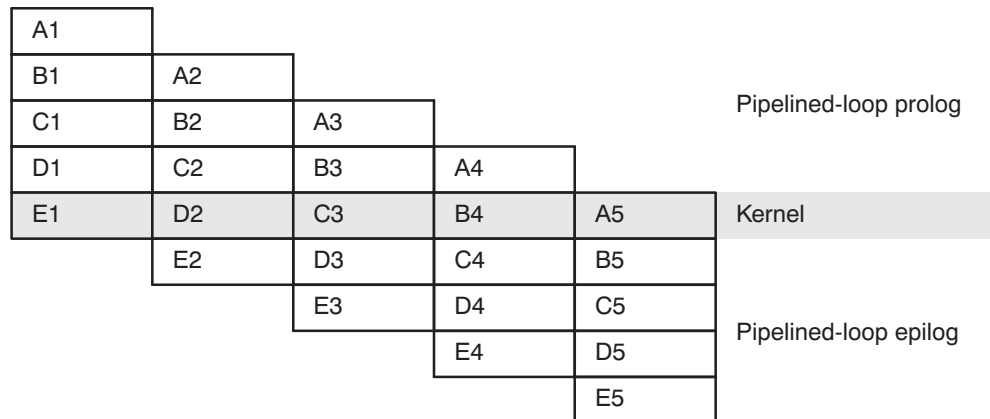 A1
B1 A2
Pipelined-loop prolog
C1 B2 A3
D1 C2 B3 A4
E1 D2 C3 B4 A5 Kernel
E2 D3 C4 B5
E3 D4 C5
Pipelined-loop epilog
E4 D5
E5